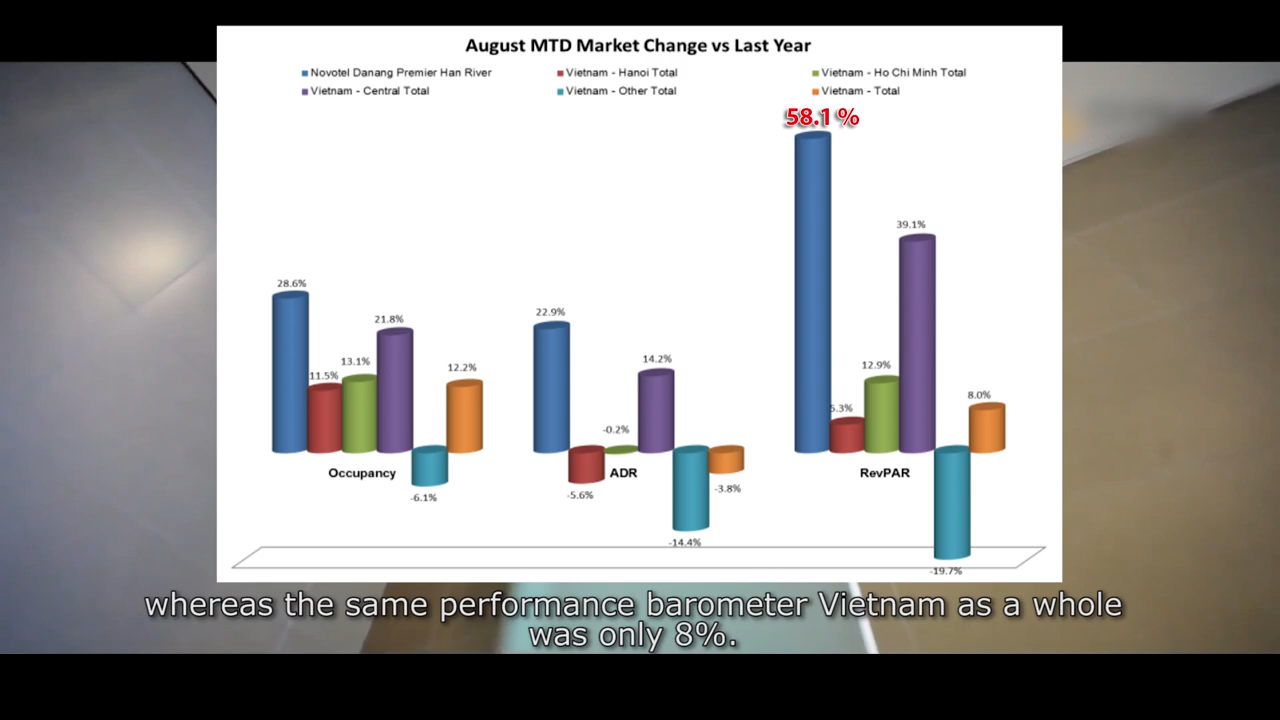 August MTD Market Change vs Last Year
Novotel Danang Premier Han River
Vietnam - Hanoi Total
Vietnam - Ho Chi Minh Total
Vietnam - Central Total
Vietnam - Other Total
Vietnam - Total
58.1 %
39.1%
28.6%
22.9%
21.8%
14.2%
13.1%
12.2%
12.9%
11.5%
8.0%
5.3%
-0.2%
Occupancy
ADR
RevPAR
-6.1%
-5.6%
-3.8%
-14.4%
-19.7%
whereas the same performance barometer Vietnam as a whole
was only 8%.